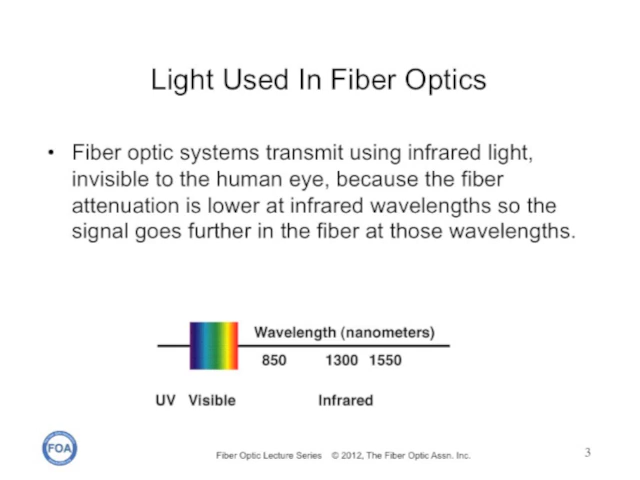 Light Used In Fiber Optics
• Fiber optic systems transmit using infrared light,
invisible to the human eye, because the fiber
attenuation is lower at infrared wavelengths so the
signal goes further in the fiber at those wavelengths.
Wavelength (nanometers)
850 1300 1550
UV Visible Infrared
FOA
Fiber Optic Lecture Series © 2012, The Fiber Optic Assn. Inc.
3